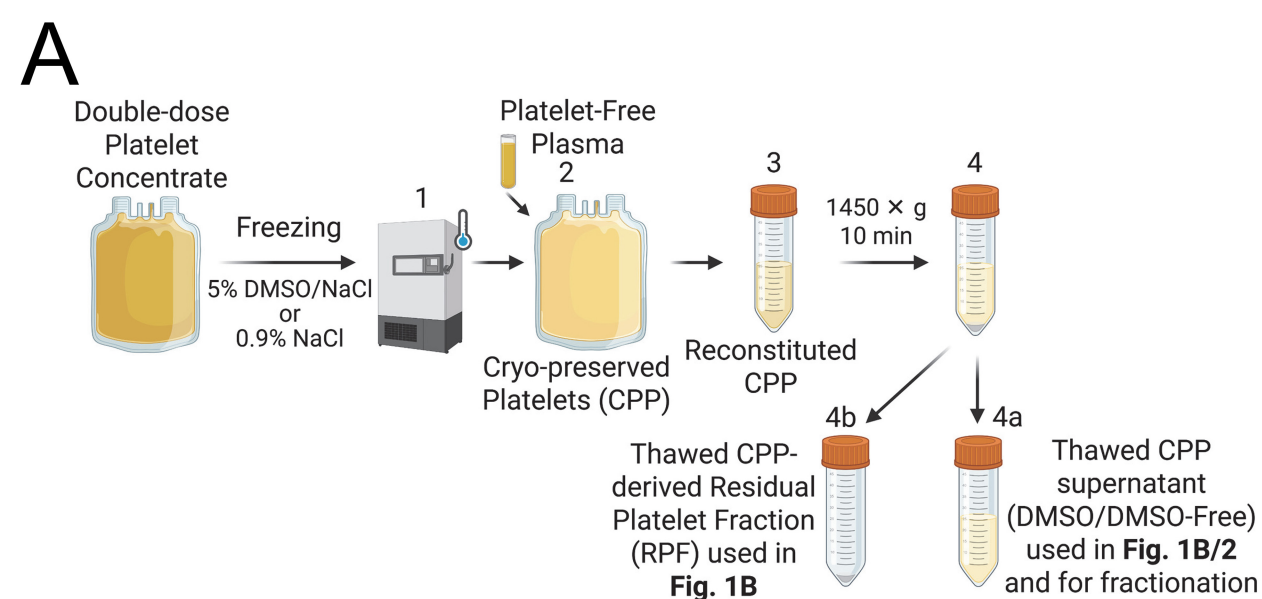 A
Double-dose
Platelet
Concentrate
Freezing
5% DMSO/NaCl
or
0.9% NaCl
1
Platelet-Free
Plasma
2
Cryo-preserved
Platelets (CPP)
3
Reconstituted
CPP
1450 × g
10 min
4
4b
Thawed CPP-
derived Residual
Platelet Fraction
(RPF) used in
Fig. 1B
4a
Thawed CPP
supernatant
(DMSO/DMSO-Free)
used in Fig. 1B/2
and for fractionation